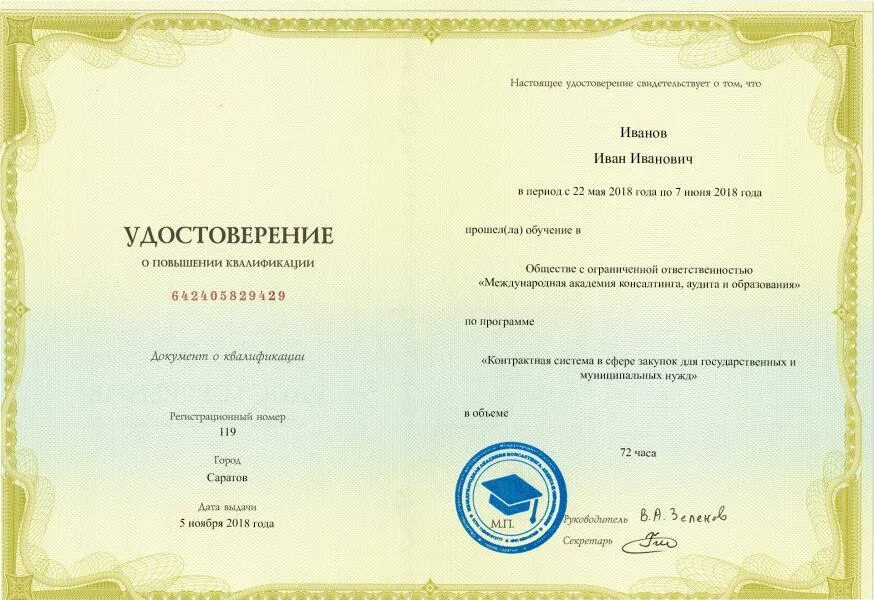 УДОСТОВЕРЕНИЕ
О ПОВЫШЕНИИ КВАЛИФИКАЦИИ
642405829429
Документ о квалификации
Регистрационный номер
119
Город
Саратов
Дата выдачи
5 ноября 2018 года
Настоящее удостоверение свидетельствует о том, что
Иванов
Иван Иванович
в период с 22 мая 2018 года по 7 июня 2018 года
прошел(ла) обучение в
Обществе с ограниченной ответственностью
«Международная академия консалтинга, аудита и образования»
по программе
«Контрактная система в сфере закупок для государственных и
муниципальных нужд»
в объеме
72 часа
М.П.
Руководитель В.А.Зеленов
Секретарь